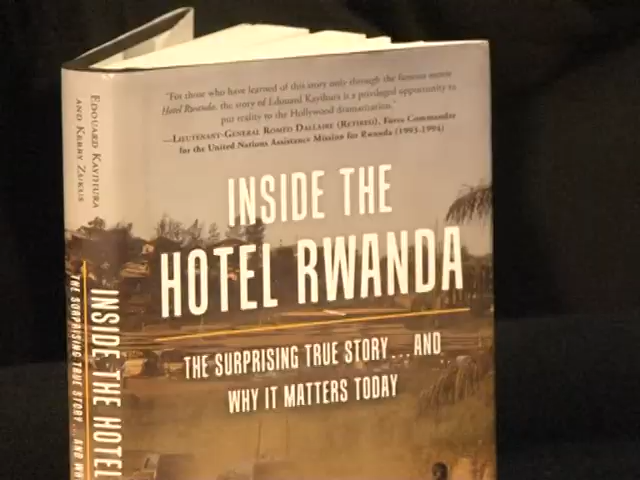 EDOUARD KAYIHURA
AND KERRY ZUKUS
INSIDE THE HOTEL
THE SURPRISING TRUE STORY... AND
"For those who have learned of this story only through the famous movie
Hotel Rwanda, the story of Edouard Kayihura is a privileged opportunity to
put reality to the Hollywood dramatization."
—LIEUTENANT-GENERAL ROMÉO DALLAIRE (RETIRED), Force Commander
for the United Nations Assistance Mission for Rwanda (1993-1994)
INSIDE THE
HOTEL RWANDA
THE SURPRISING TRUE STORY... AND
WHY IT MATTERS TODAY